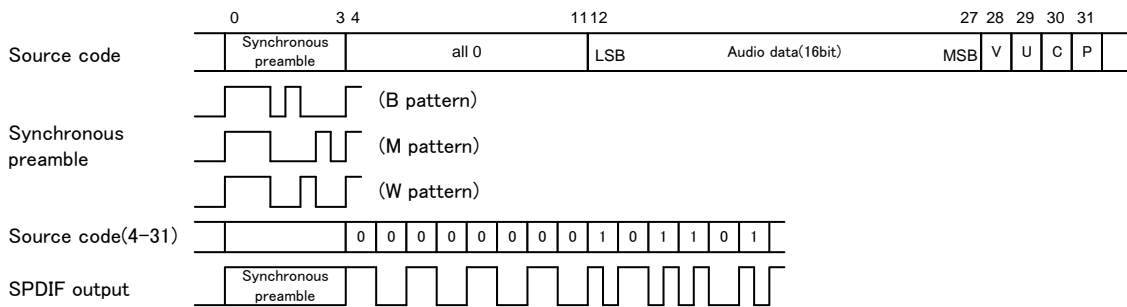 0 3 4 11 12 27 28 29 30 31
Source code Synchronous preamble all 0 LSB Audio data(16bit) MSB V U C P
(B pattern)
Synchronous preamble (M pattern)
(W pattern)
Source code(4-31) 0 0 0 0 0 0 0 0 1 0 1 1 0 1
SPDIF output Synchronous preamble